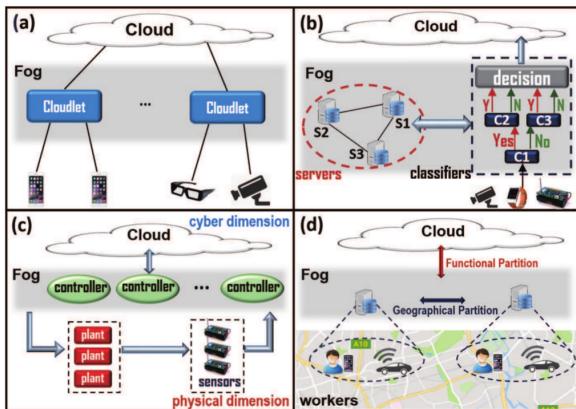 (a)
Cloud
Fog
Cloudlet
...
Cloudlet
(b)
Cloud
Fog
decision
Y
N
Y
N
C2
C3
Yes
No
C1
S1
S2
S3
servers
classifiers
(c)
cyber dimension
Cloud
Fog
controller
controller
...
controller
plant
plant
plant
sensors
physical dimension
(d)
Cloud
Functional Partition
Fog
Geographical Partition
A10
workers